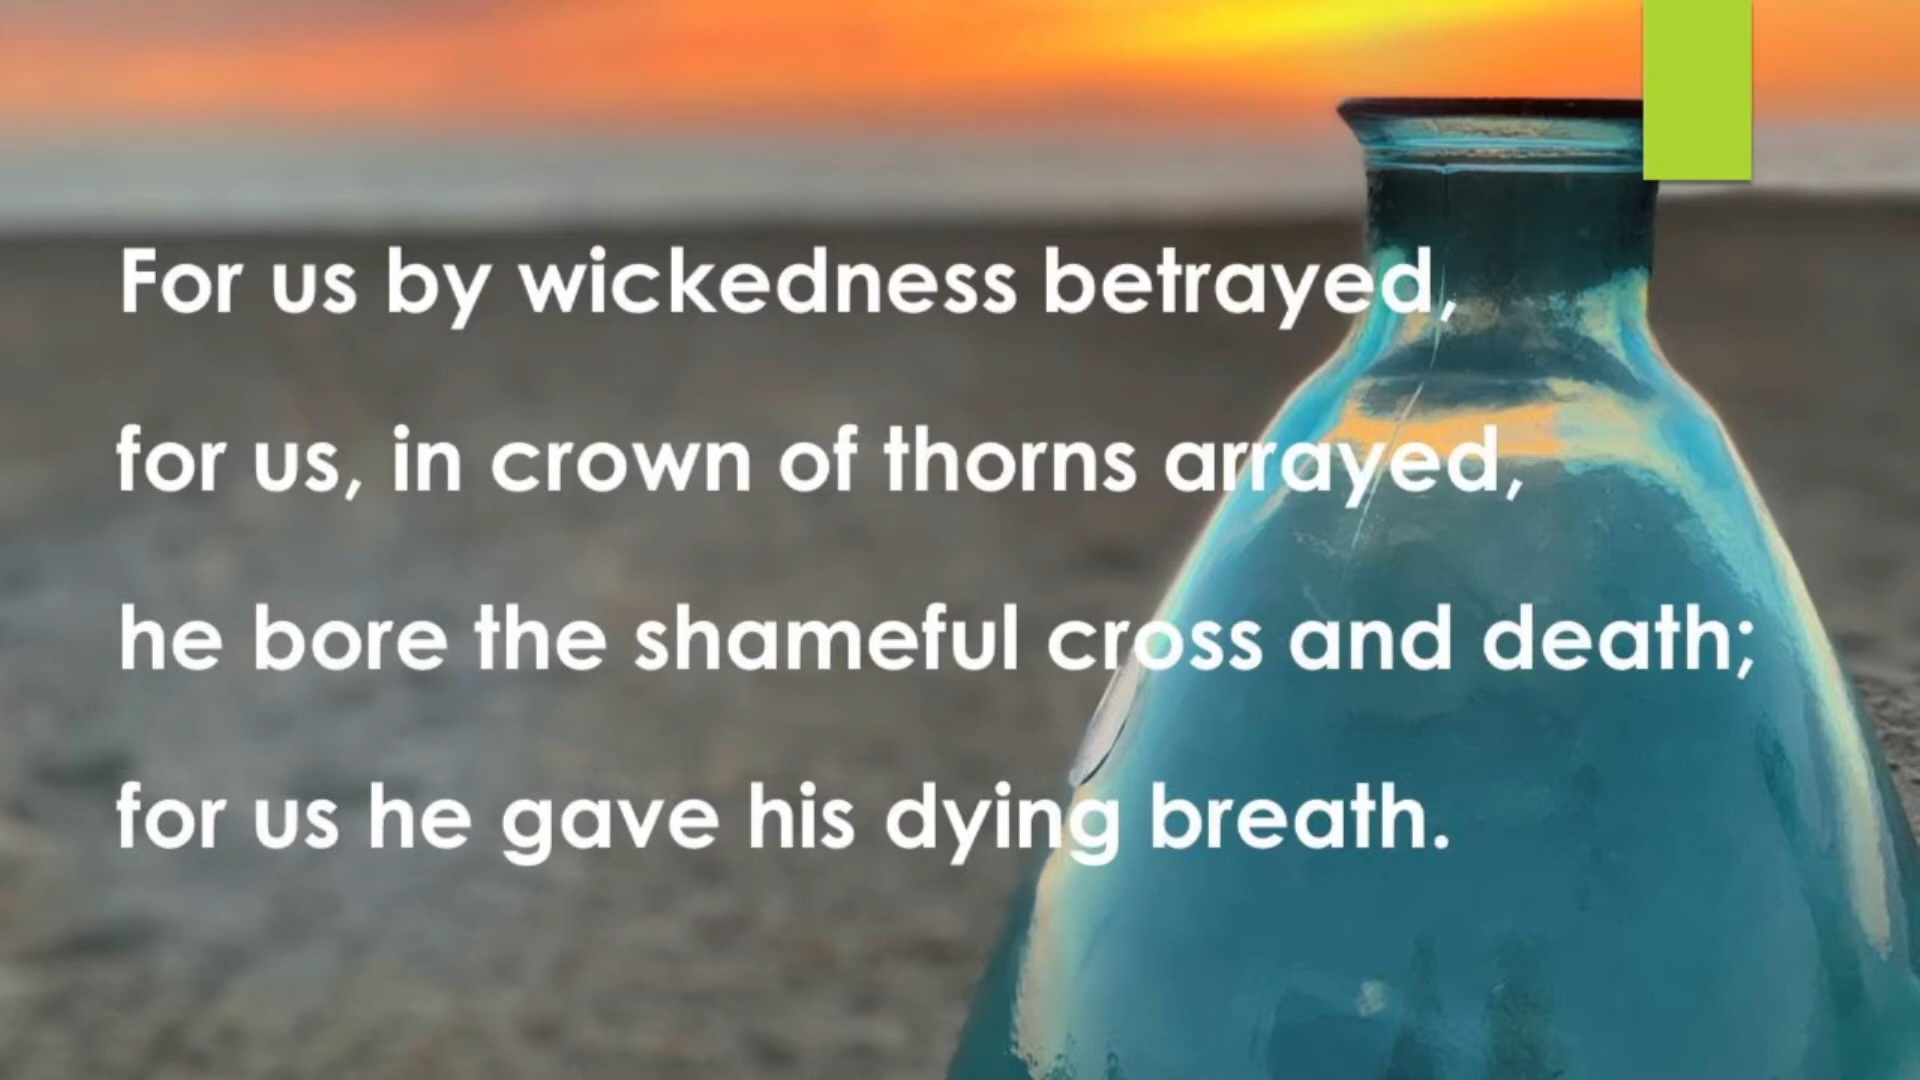 For us by wickedness betrayed,
for us, in crown of thorns arrayed,
he bore the shameful cross and death;
for us he gave his dying breath.